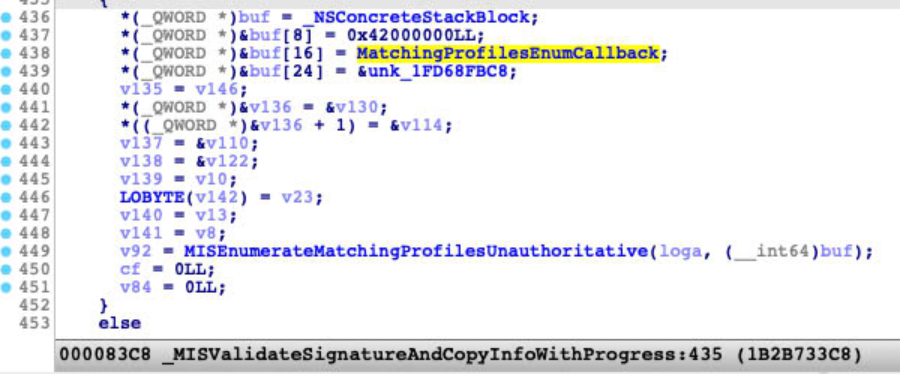 435 {
436 *(_QWORD *)buf = _NSConcreteStackBlock;
437 *(_QWORD *)&buf[8] = 0x42000000LL;
438 *(_QWORD *)&buf[16] = MatchingProfilesEnumCallback;
439 *(_QWORD *)&buf[24] = &unk_1FD68FBC8;
440 v135 = v146;
441 *(_QWORD *)&v136 = &v130;
442 *((_QWORD *)&v136 + 1) = &v114;
443 v137 = &v110;
444 v138 = &v122;
445 v139 = v10;
446 LOBYTE(v142) = v23;
447 v140 = v13;
448 v141 = v8;
449 v92 = MISEnumerateMatchingProfilesUnauthoritative(loga, (__int64)buf);
450 cf = 0LL;
451 v84 = 0LL;
452 }
453 else
000083C8 _MISValidateSignatureAndCopyInfoWithProgress:435 (1B2B733C8)